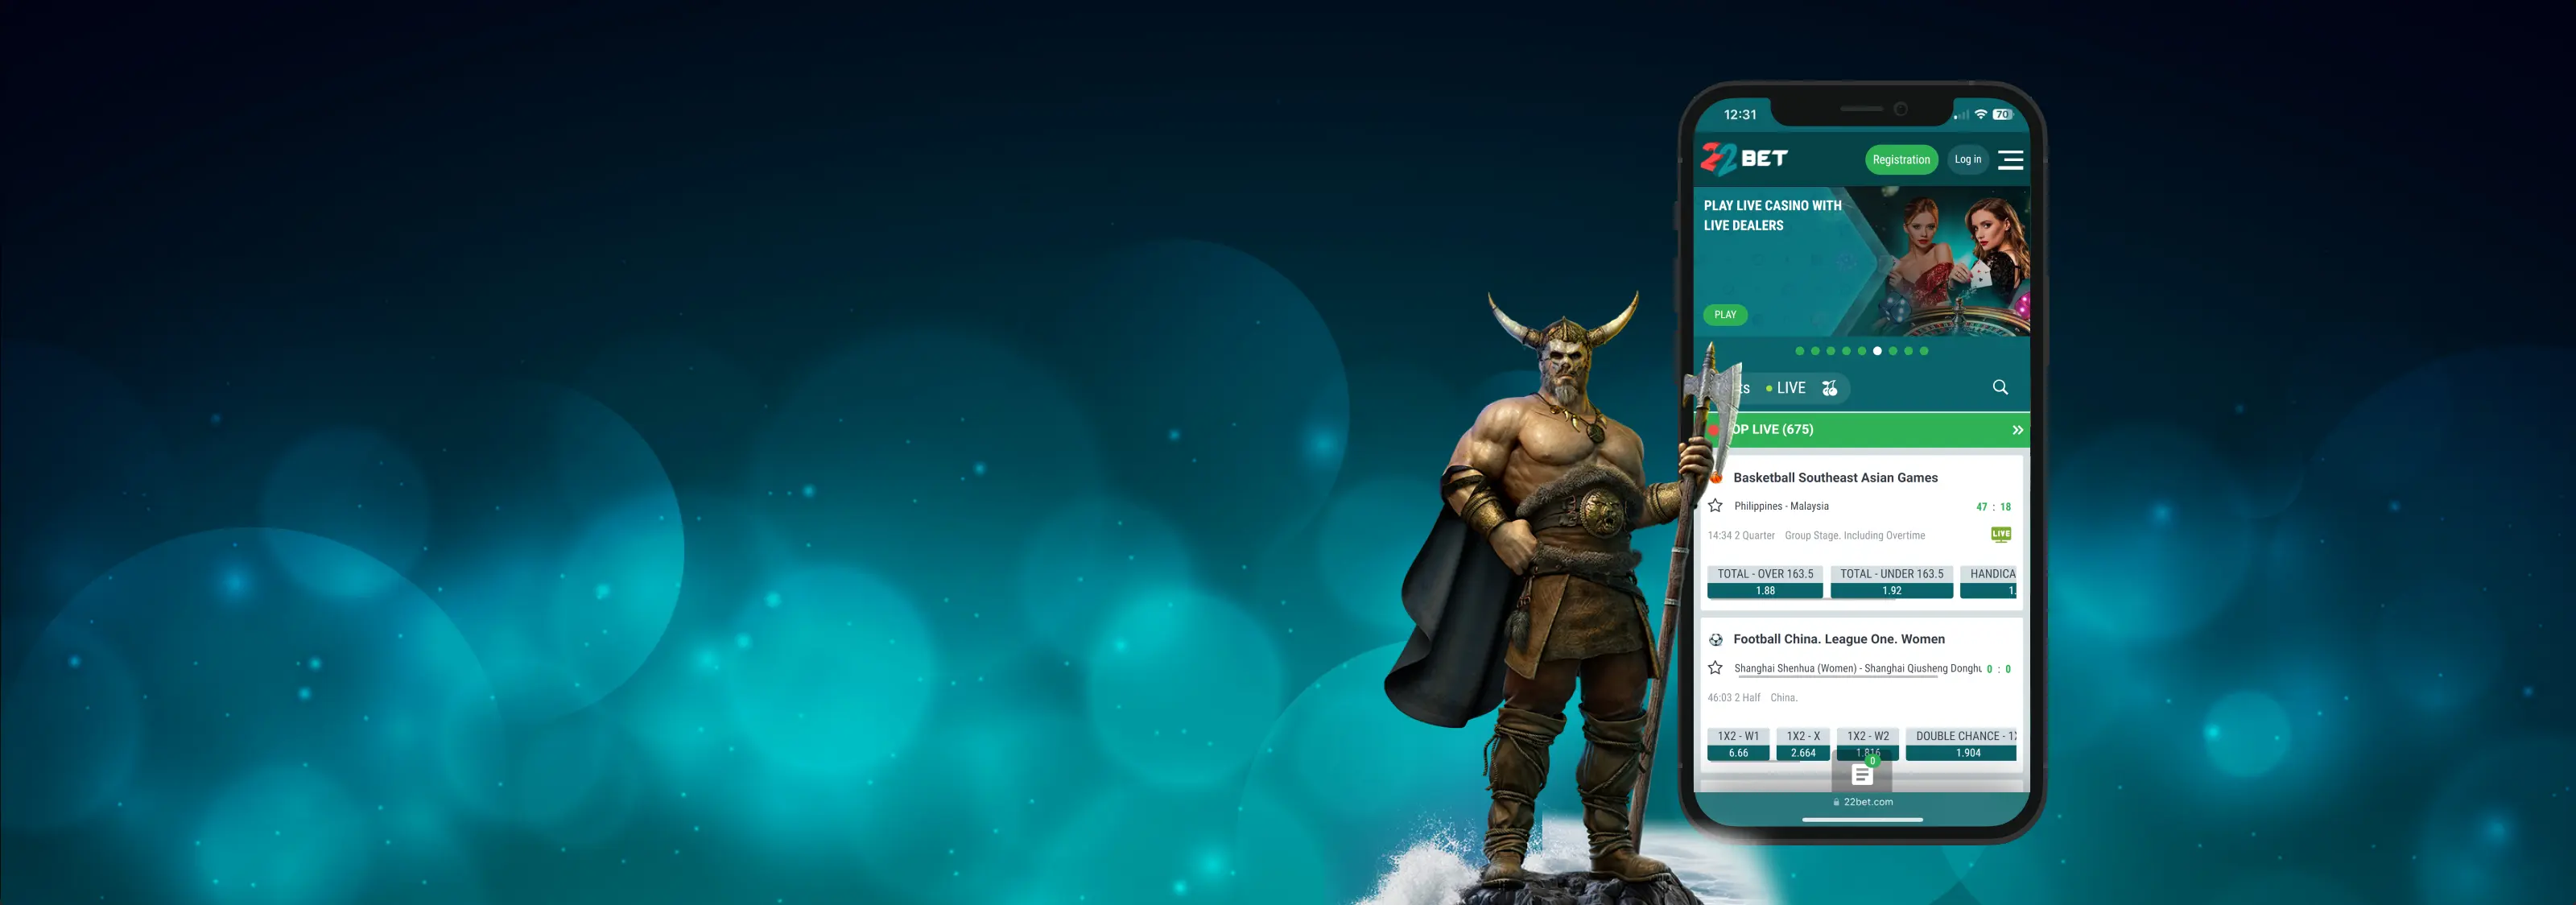 12:31
70
22BET
Registration
Log in
PLAY LIVE CASINO WITH
LIVE DEALERS
PLAY
LIVE
LIVE (675)
Basketball Southeast Asian Games
Philippines - Malaysia
47 : 18
14:34 2 Quarter Group Stage. Including Overtime
LIVE
TOTAL - OVER 163.5
TOTAL - UNDER 163.5
HANDICA
1.88
1.92
1.
Football China. League One. Women
Shanghai Shenhua (Women) - Shanghai Qiusheng Donghu
0 : 0
46:03 2 Half China.
1X2 - W1
1X2 - X
1X2 - W2
DOUBLE CHANCE - 1X
6.66
2.664
1.816
1.904
0
22bet.com